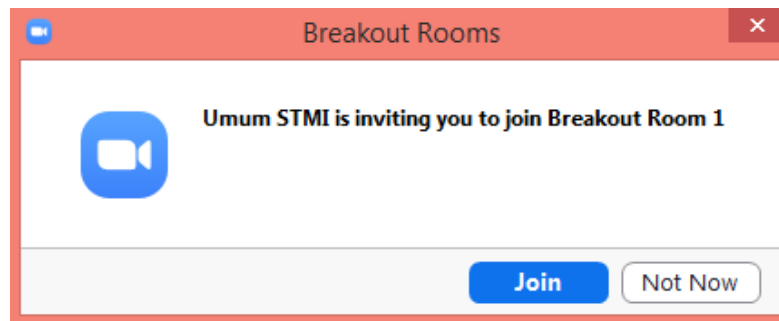 Breakout Rooms
Umum STMI is inviting you to join Breakout Room 1
Join
Not Now